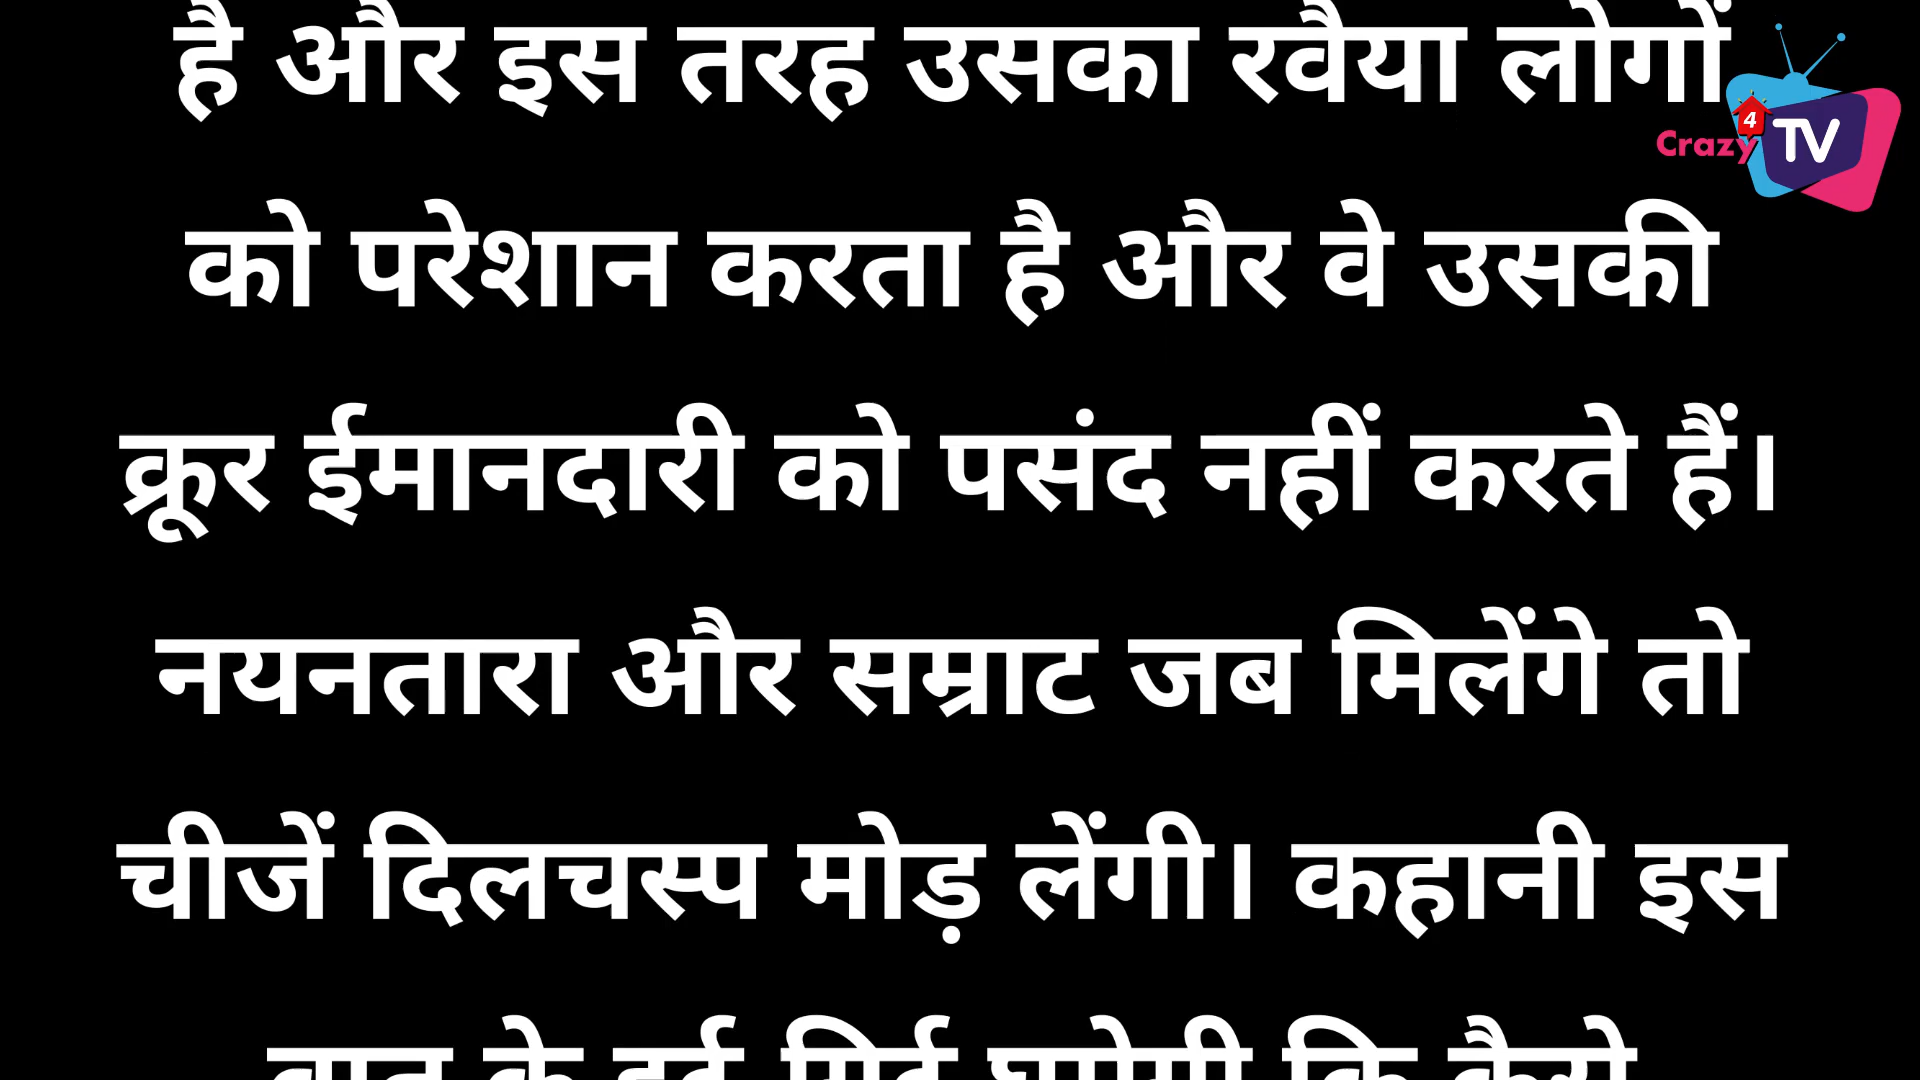 है और इस तरह उसका रवैया लोगों
को परेशान करता है और वे उसकी
क्रूर ईमानदारी को पसंद नहीं करते हैं।
नयनतारा और सम्राट जब मिलेंगे तो
चीजें दिलचस्प मोड़ लेंगी। कहानी इस
बात के इर्द गिर्द घूमेगी कि कैसे
Crazy 4 TV